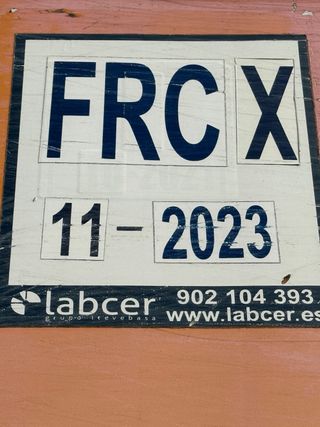 FRC X
11 - 2023
labcer 902 104 393
grupo itevebasa www.labcer.es